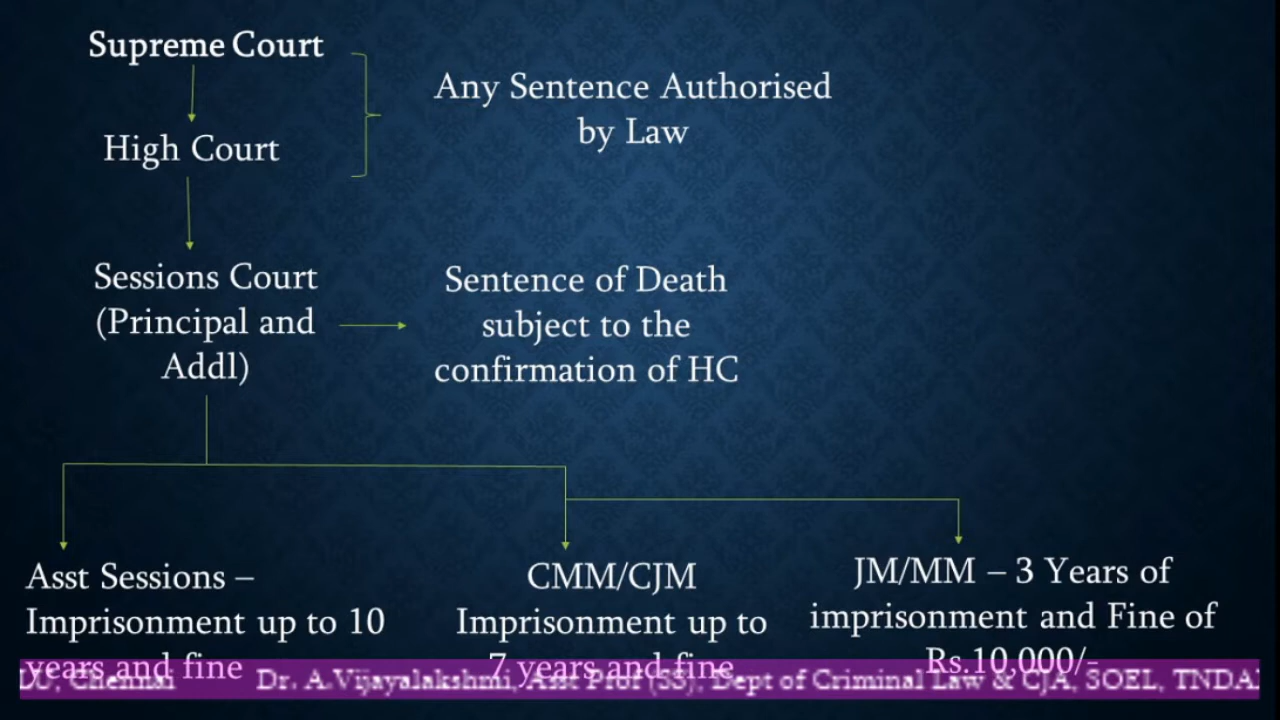 Supreme Court
Any Sentence Authorised
by Law
High Court
Sessions Court
(Principal and
Addl)
Sentence of Death
subject to the
confirmation of HC
Asst Sessions –
Imprisonment up to 10
years and fine
CMM/CJM
Imprisonment up to
7 years and fine
JM/MM – 3 Years of
imprisonment and Fine of
Rs.10,000/-
Chennai Dr. A.Vijayalakshmi, Asst Prof (SS), Dept of Criminal Law & CJA, SOEL,